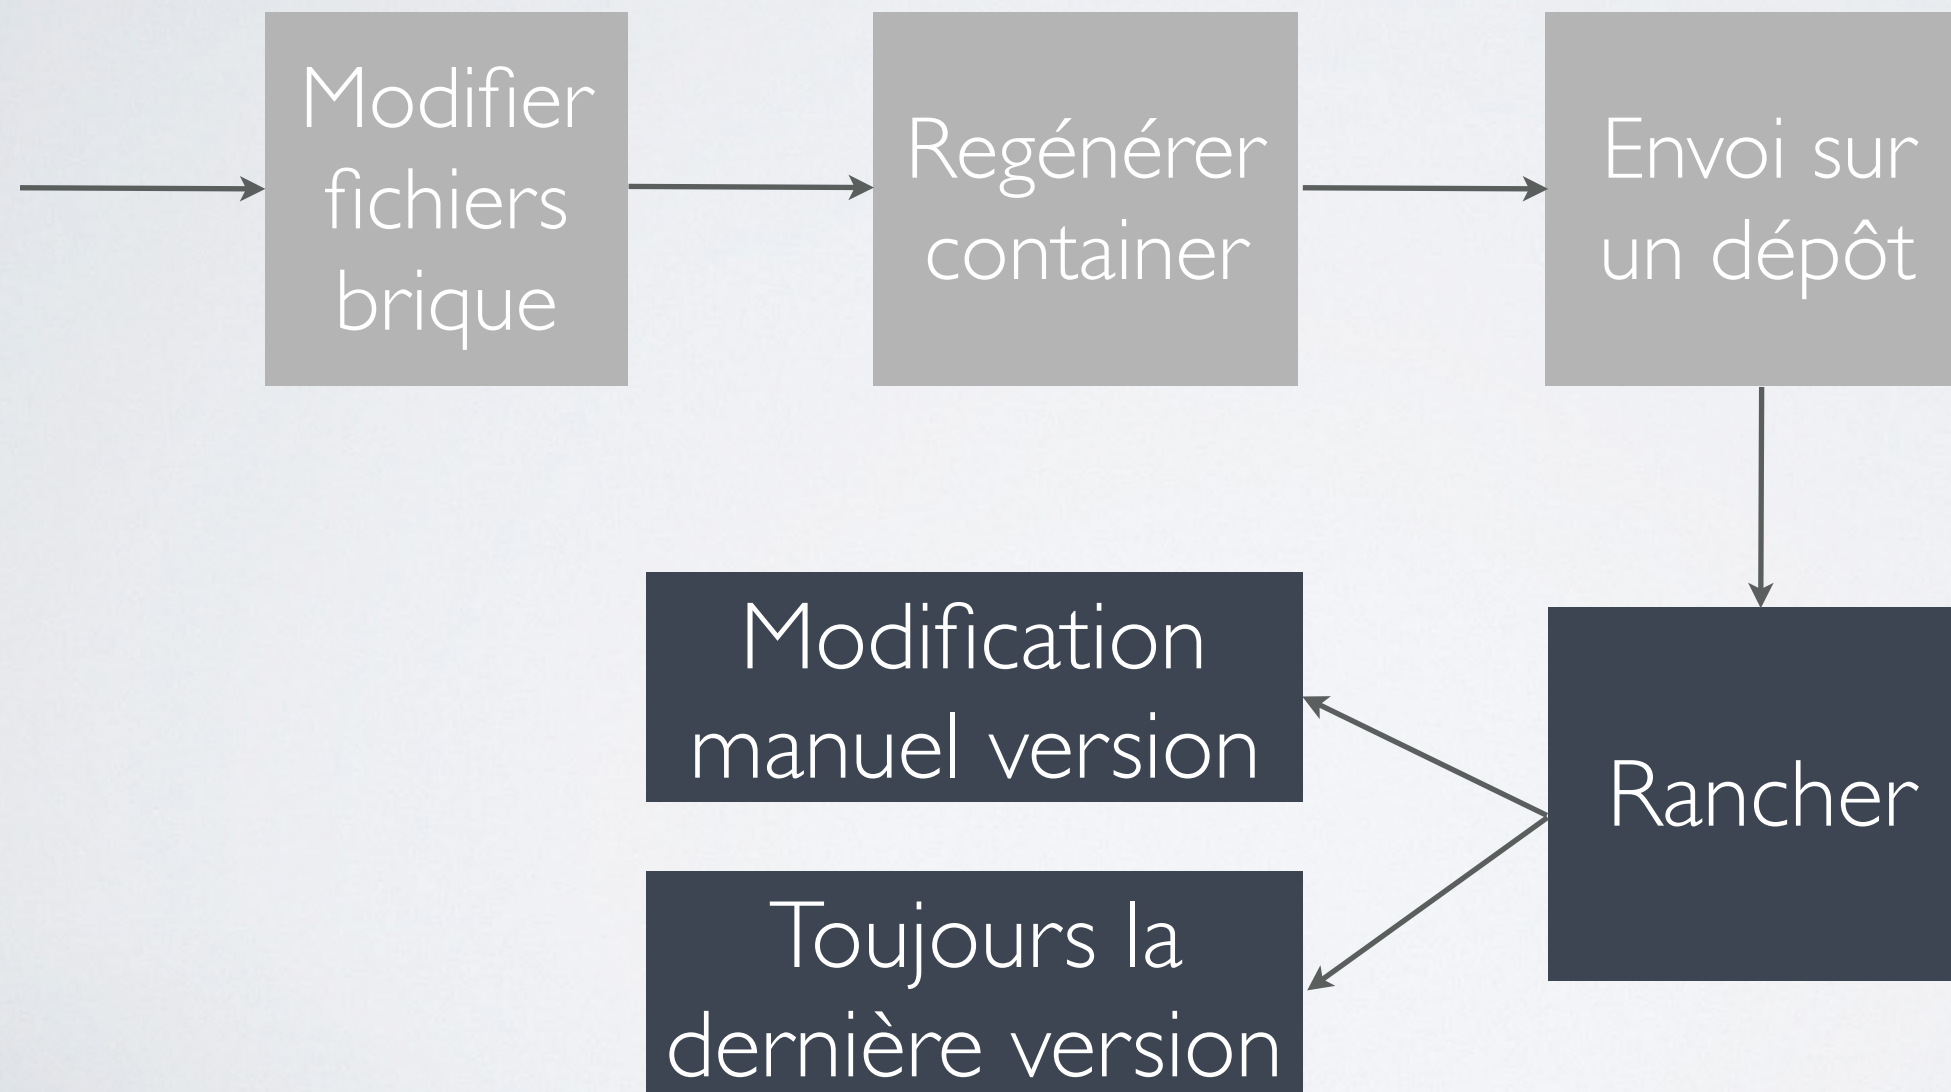 Modifier
fichiers
brique
Regénérer
container
Envoi sur
un dépôt
Modification
manuel version
Rancher
Toujours la
dernière version